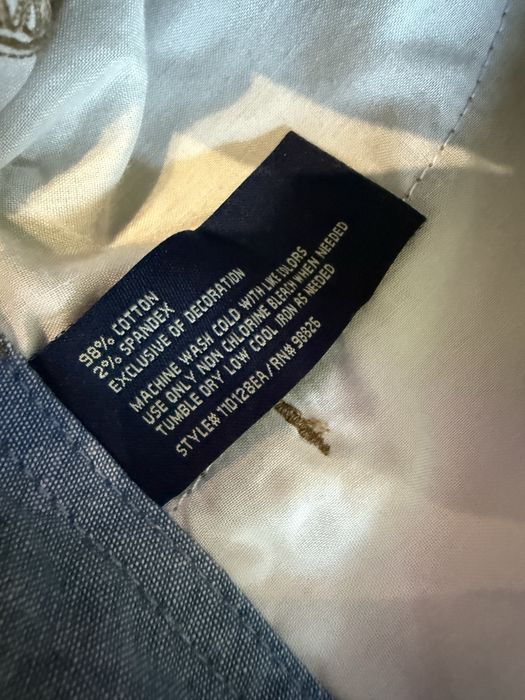 98% COTTON
2% SPANDEX
EXCLUSIVE OF DECORATION
MACHINE WASH COLD WITH LIKE COLORS
USE ONLY NON CHLORINE BLEACH WHEN NEEDED
TUMBLE DRY LOW COOL IRON AS NEEDED
STYLE# 110128EA / RN# 98625